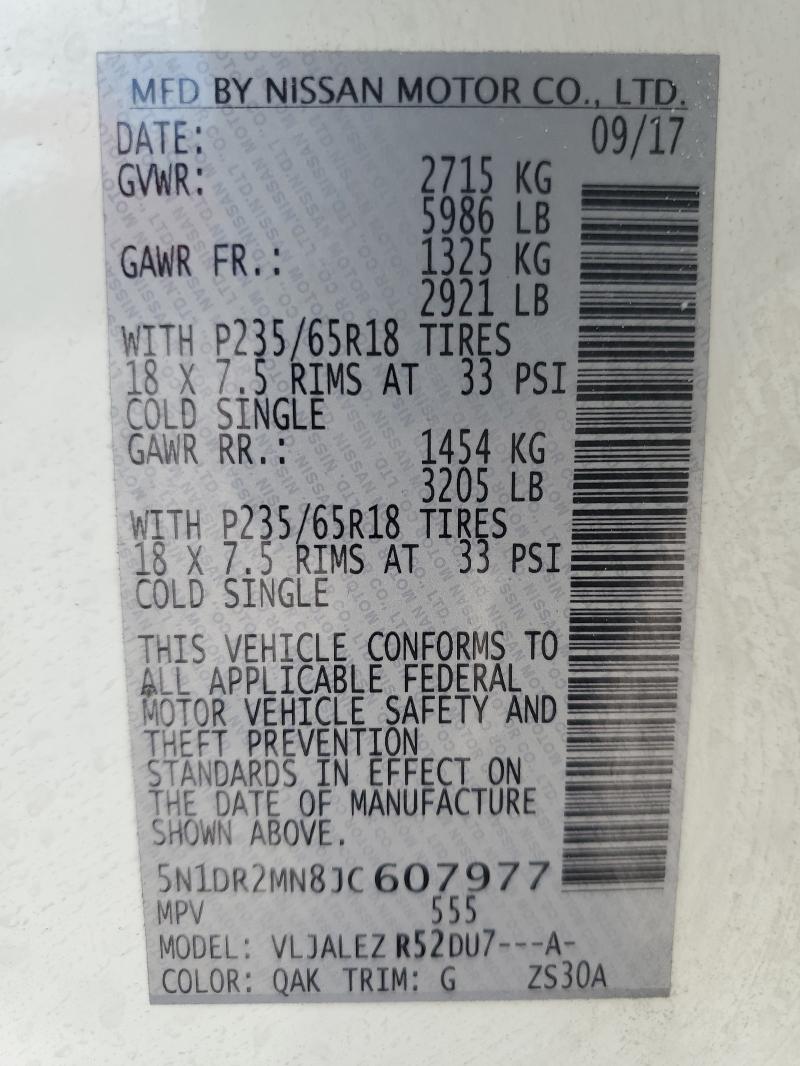 MFD BY NISSAN MOTOR CO., LTD.
DATE: 09/17
GVWR: 2715 KG
5986 LB
GAWR FR.: 1325 KG
2921 LB
WITH P235/65R18 TIRES
18 X 7.5 RIMS AT 33 PSI
COLD SINGLE
GAWR RR.: 1454 KG
3205 LB
WITH P235/65R18 TIRES
18 X 7.5 RIMS AT 33 PSI
COLD SINGLE
THIS VEHICLE CONFORMS TO
ALL APPLICABLE FEDERAL
MOTOR VEHICLE SAFETY AND
THEFT PREVENTION
STANDARDS IN EFFECT ON
THE DATE OF MANUFACTURE
SHOWN ABOVE.
5N1DR2MN8JC607977
MPV 555
MODEL: VLJALEZ R52DU7---A-
COLOR: QAK TRIM: G ZS30A